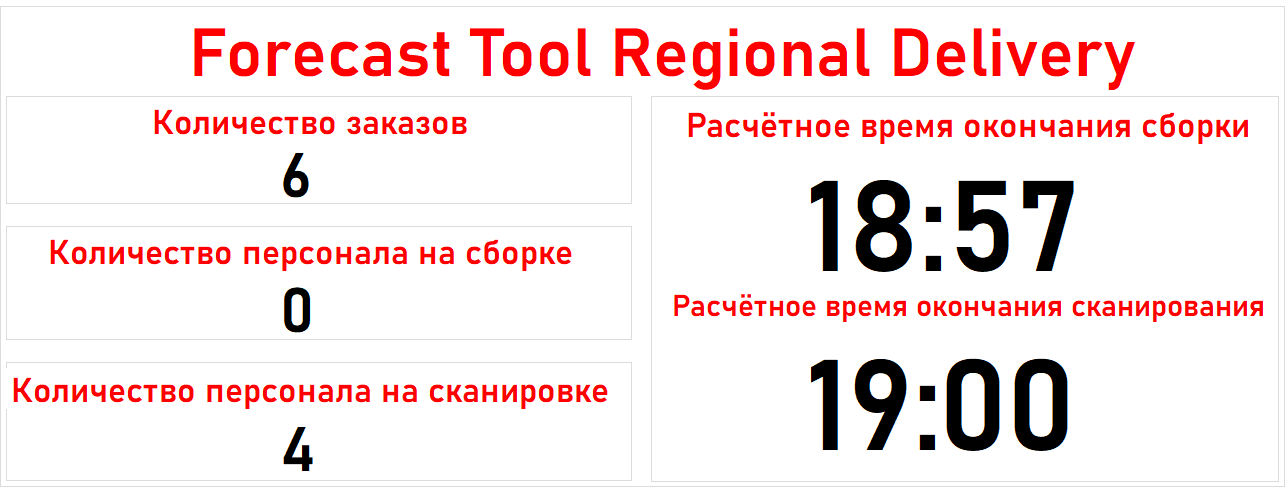 Forecast Tool Regional Delivery
Количество заказов
6
Количество персонала на сборке
0
Количество персонала на сканировке
4
Расчётное время окончания сборки
18:57
Расчётное время окончания сканирования
19:00